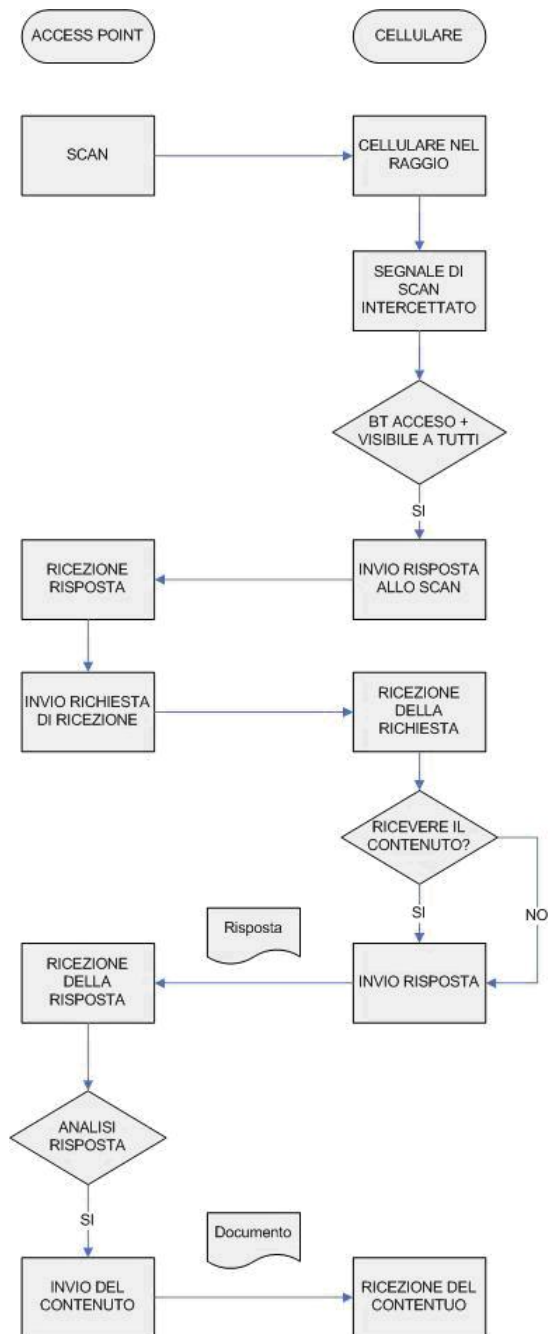 ACCESS POINT
CELLULARE
SCAN
CELLULARE NEL
RAGGIO
SEGNALE DI
SCAN
INTERCETTATO
BT ACCESO +
VISIBILE A TUTTI
SI
RICEZIONE
RISPOSTA
INVIO RISPOSTA
ALLO SCAN
INVIO RICHIESTA
DI RICEZIONE
RICEZIONE
DELLA
RICHIESTA
RICEVERE IL
CONTENUTO?
SI
NO
Risposta
RICEZIONE
DELLA
RISPOSTA
INVIO RISPOSTA
ANALISI
RISPOSTA
SI
Documento
INVIO DEL
CONTENUTO
RICEZIONE DEL
CONTENTUO